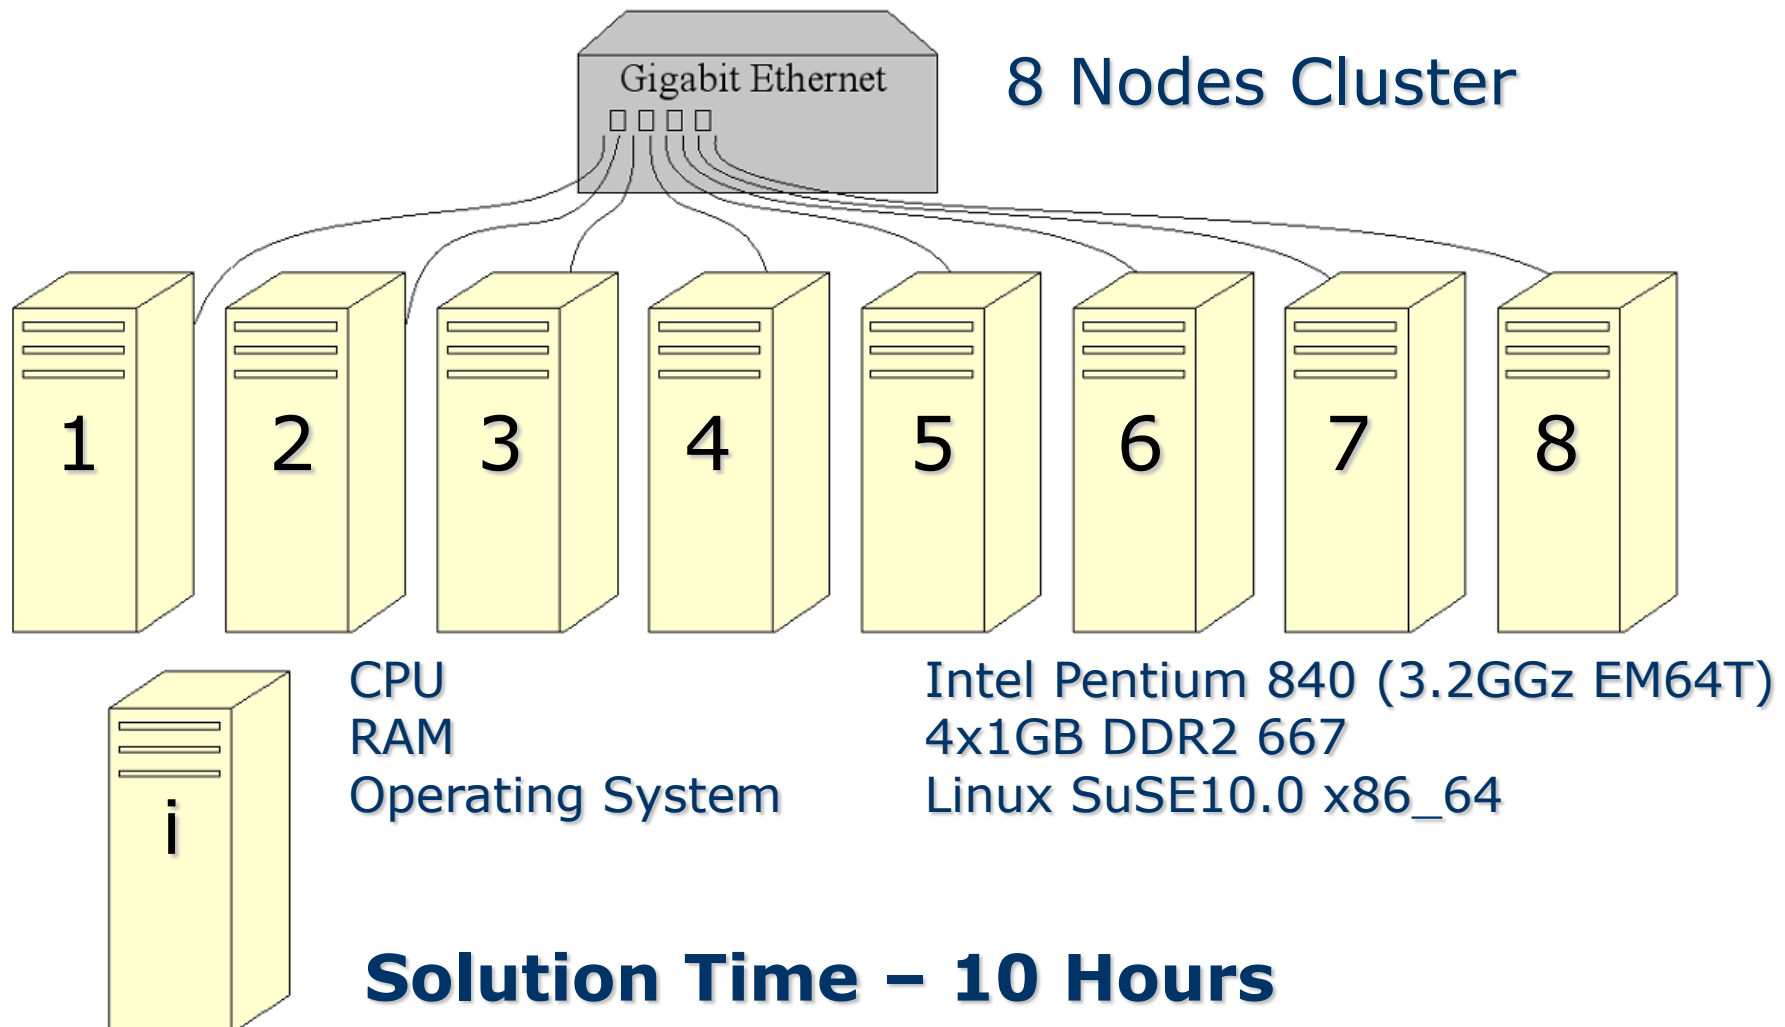 Gigabit Ethernet
8 Nodes Cluster
1 2 3 4 5 6 7 8
i
CPU Intel Pentium 840 (3.2GGz EM64T)
RAM 4x1GB DDR2 667
Operating System Linux SuSE10.0 x86_64
Solution Time – 10 Hours